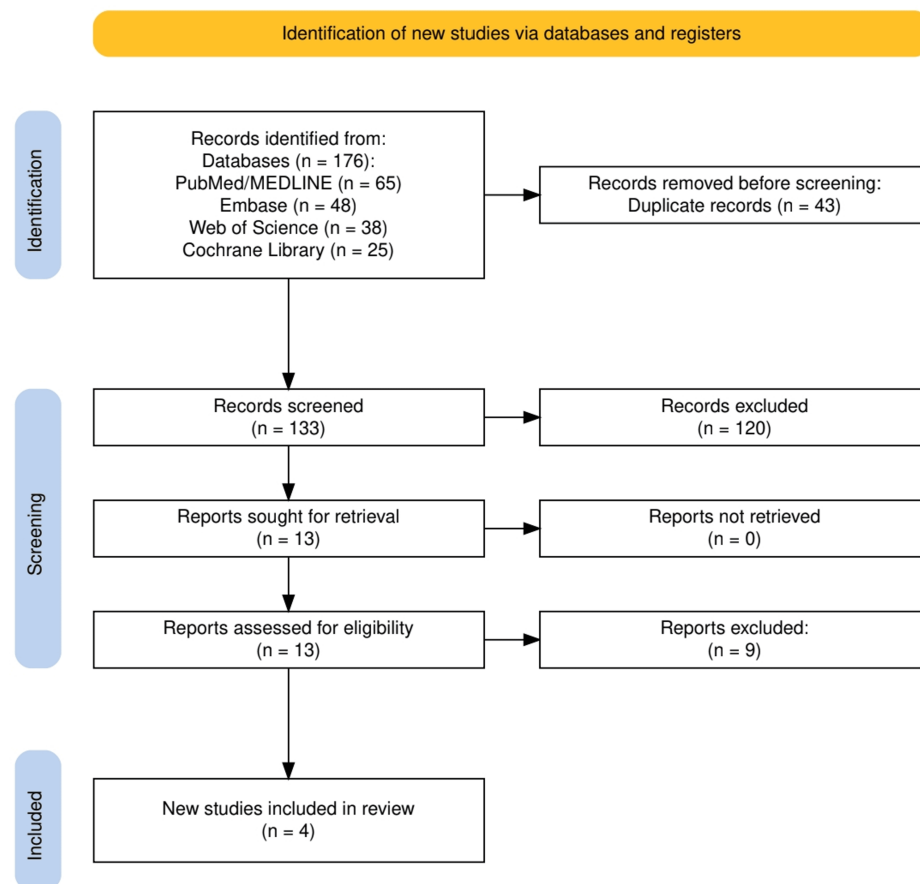 Identification of new studies via databases and registers
Identification
Records identified from:
Databases (n = 176):
PubMed/MEDLINE (n = 65)
Embase (n = 48)
Web of Science (n = 38)
Cochrane Library (n = 25)
Records removed before screening:
Duplicate records (n = 43)
Screening
Records screened
(n = 133)
Records excluded
(n = 120)
Reports sought for retrieval
(n = 13)
Reports not retrieved
(n = 0)
Reports assessed for eligibility
(n = 13)
Reports excluded:
(n = 9)
Included
New studies included in review
(n = 4)